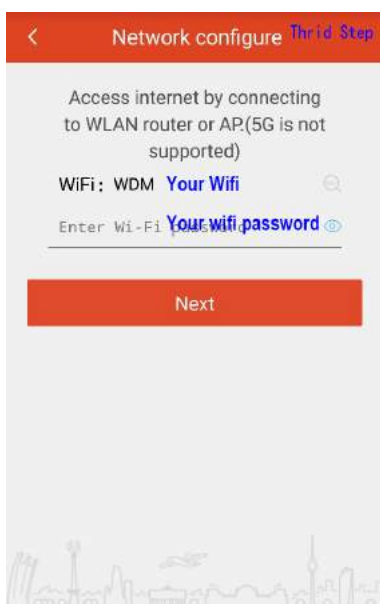 Network configure Thrid Step
Access internet by connecting
to WLAN router or AP.(5G is not
supported)
WiFi: WDM Your Wifi
Enter Wi-Fi Your wifi password
Next